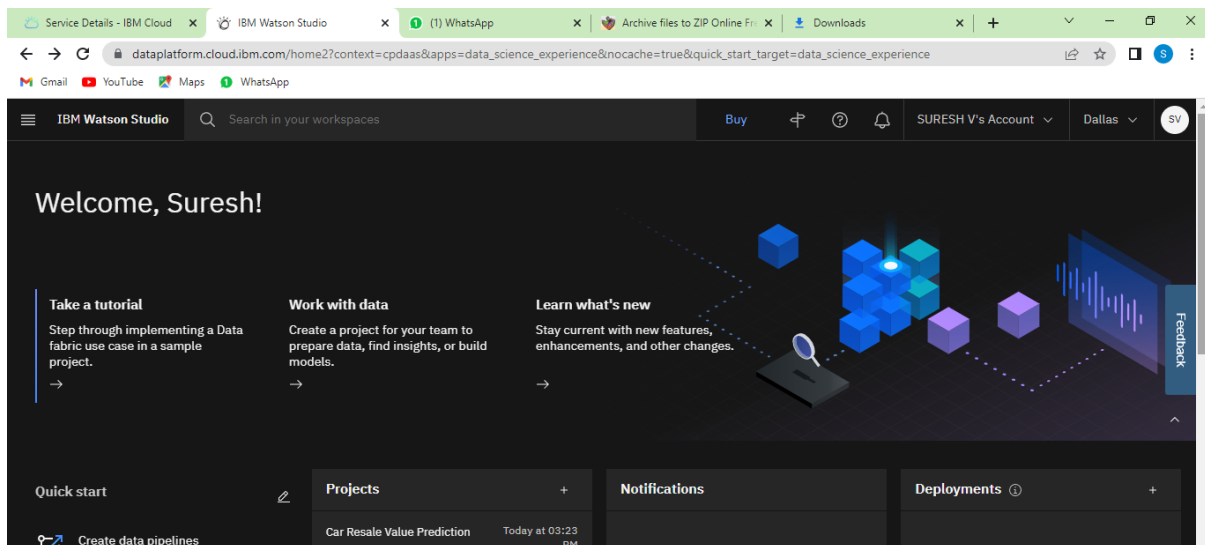 Service Details - IBM Cloud
IBM Watson Studio
(1) WhatsApp
Archive files to ZIP Online Fre
Downloads
dataplatform.cloud.ibm.com/home2?context=cpdaas&apps=data_science_experience&nocache=true&quick_start_target=data_science_experience
S
Gmail YouTube Maps WhatsApp
IBM Watson Studio Search in your workspaces Buy SURESH V's Account Dallas SV
Welcome, Suresh!
Take a tutorial
Step through implementing a Data
fabric use case in a sample
project.
Work with data
Create a project for your team to
prepare data, find insights, or build
models.
Learn what's new
Stay current with new features,
enhancements, and other changes.
Feedback
Quick start
Create data pipelines
Projects
Car Resale Value Prediction
Today at 03:23
PM
Notifications
Deployments